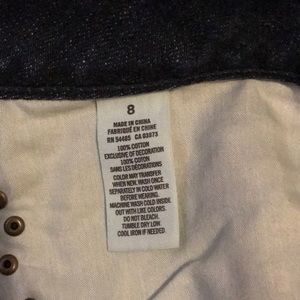 8
MADE IN CHINA
FABRIQUÉ EN CHINE
RN 54485 CA 03573
100% COTTON
EXCLUSIVE OF DECORATION
100% COTON
SANS LES DÉCORATIONS
COLOR MAY TRANSFER
WHEN NEW. WASH ONCE
SEPARATELY IN COLD WATER
BEFORE WEARING.
MACHINE WASH COLD INSIDE
OUT WITH LIKE COLORS.
DO NOT BLEACH.
TUMBLE DRY LOW.
COOL IRON IF NEEDED.